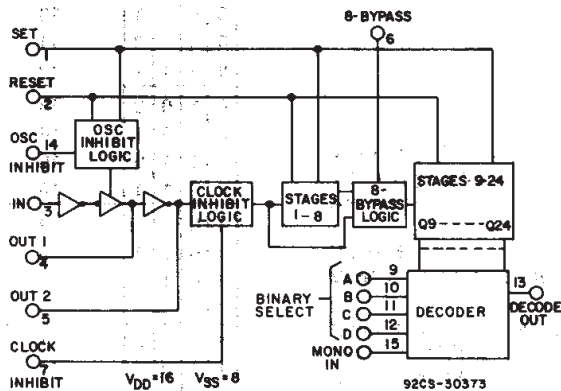 8-BYPASS
6
SET
1
RESET
2
OSC
INHIBIT
14
OSC
INHIBIT
LOGIC
IN
3
CLOCK
INHIBIT
LOGIC
STAGES
1-8
8-
BYPASS
LOGIC
STAGES 9-24
Q9 ---- Q24
OUT 1
4
OUT 2
5
CLOCK
INHIBIT
7
VDD=16 VSS=8
BINARY
SELECT
A 9
B 10
C 11
D 12
MONO
IN
15
DECODER
13
DECODE
OUT
92CS-30373